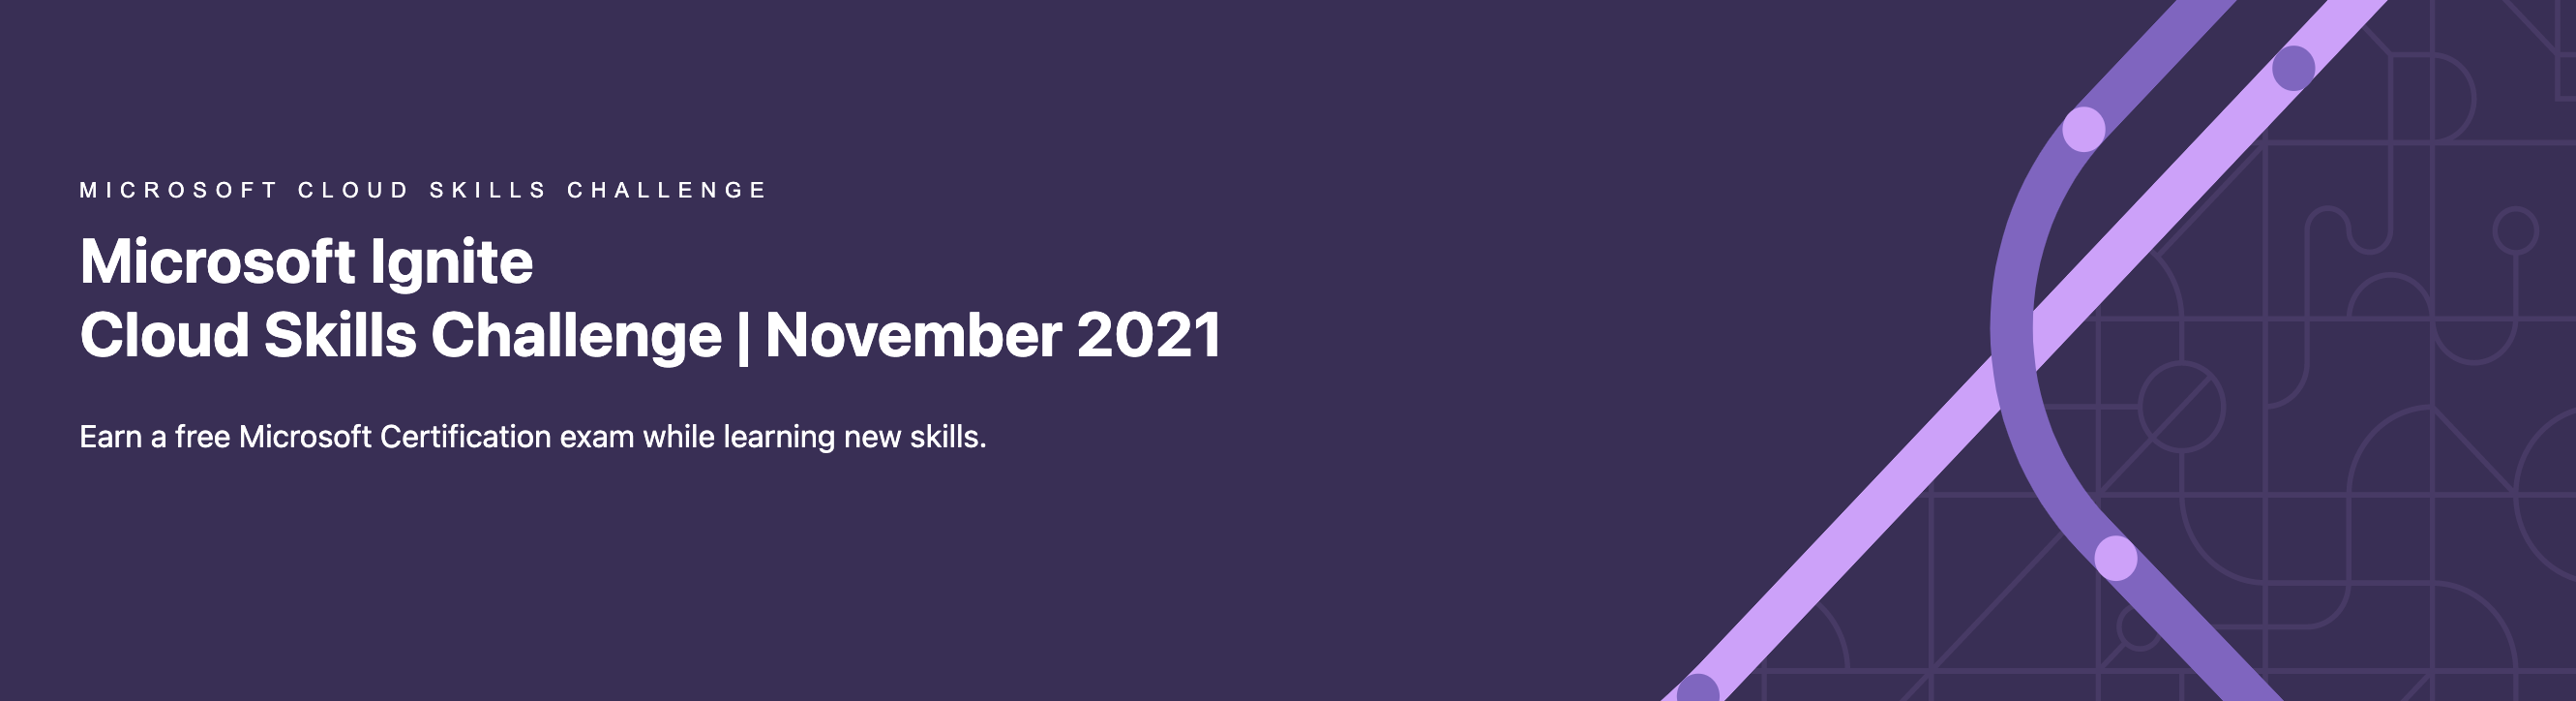 MICROSOFT CLOUD SKILLS CHALLENGE
Microsoft Ignite
Cloud Skills Challenge | November 2021
Earn a free Microsoft Certification exam while learning new skills.